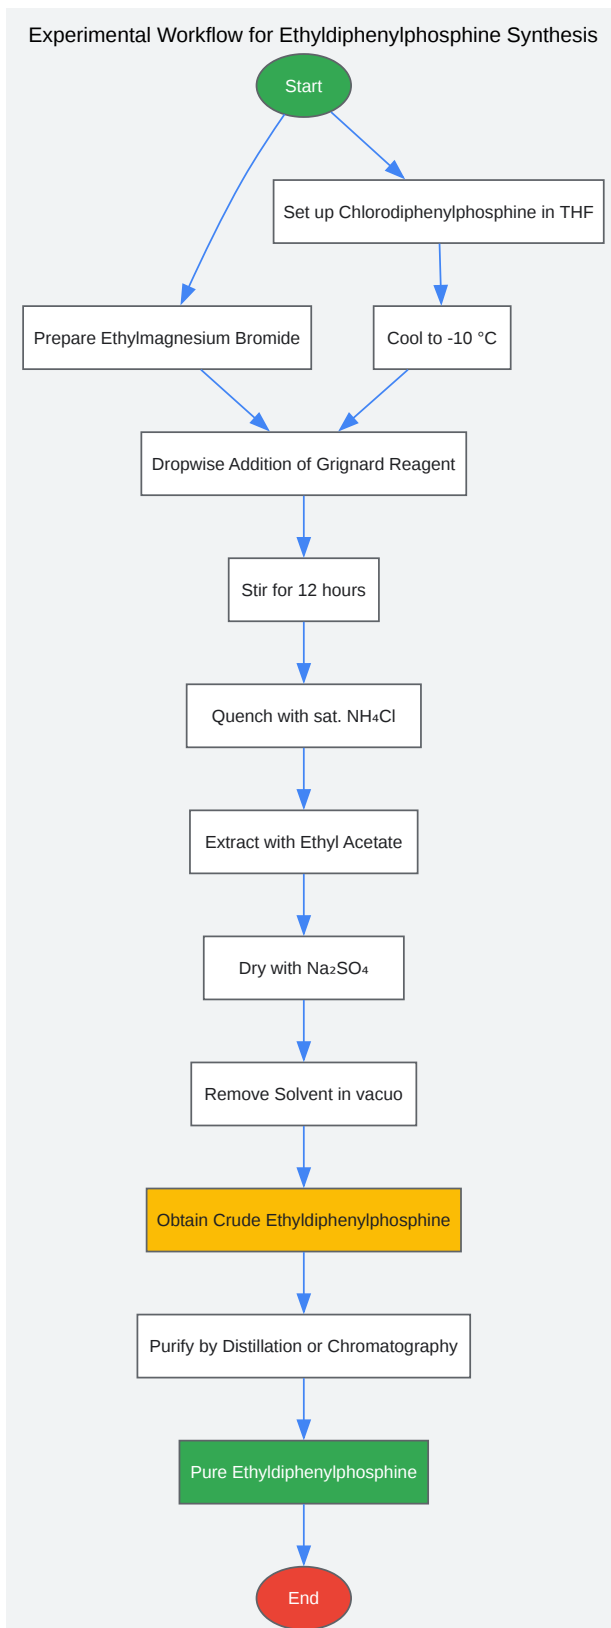 Experimental Workflow for Ethyldiphenylphosphine Synthesis
Start
Set up Chlorodiphenylphosphine in THF
Prepare Ethylmagnesium Bromide
Cool to -10 °C
Dropwise Addition of Grignard Reagent
Stir for 12 hours
Quench with sat. NH₄Cl
Extract with Ethyl Acetate
Dry with Na₂SO₄
Remove Solvent in vacuo
Obtain Crude Ethyldiphenylphosphine
Purify by Distillation or Chromatography
Pure Ethyldiphenylphosphine
End